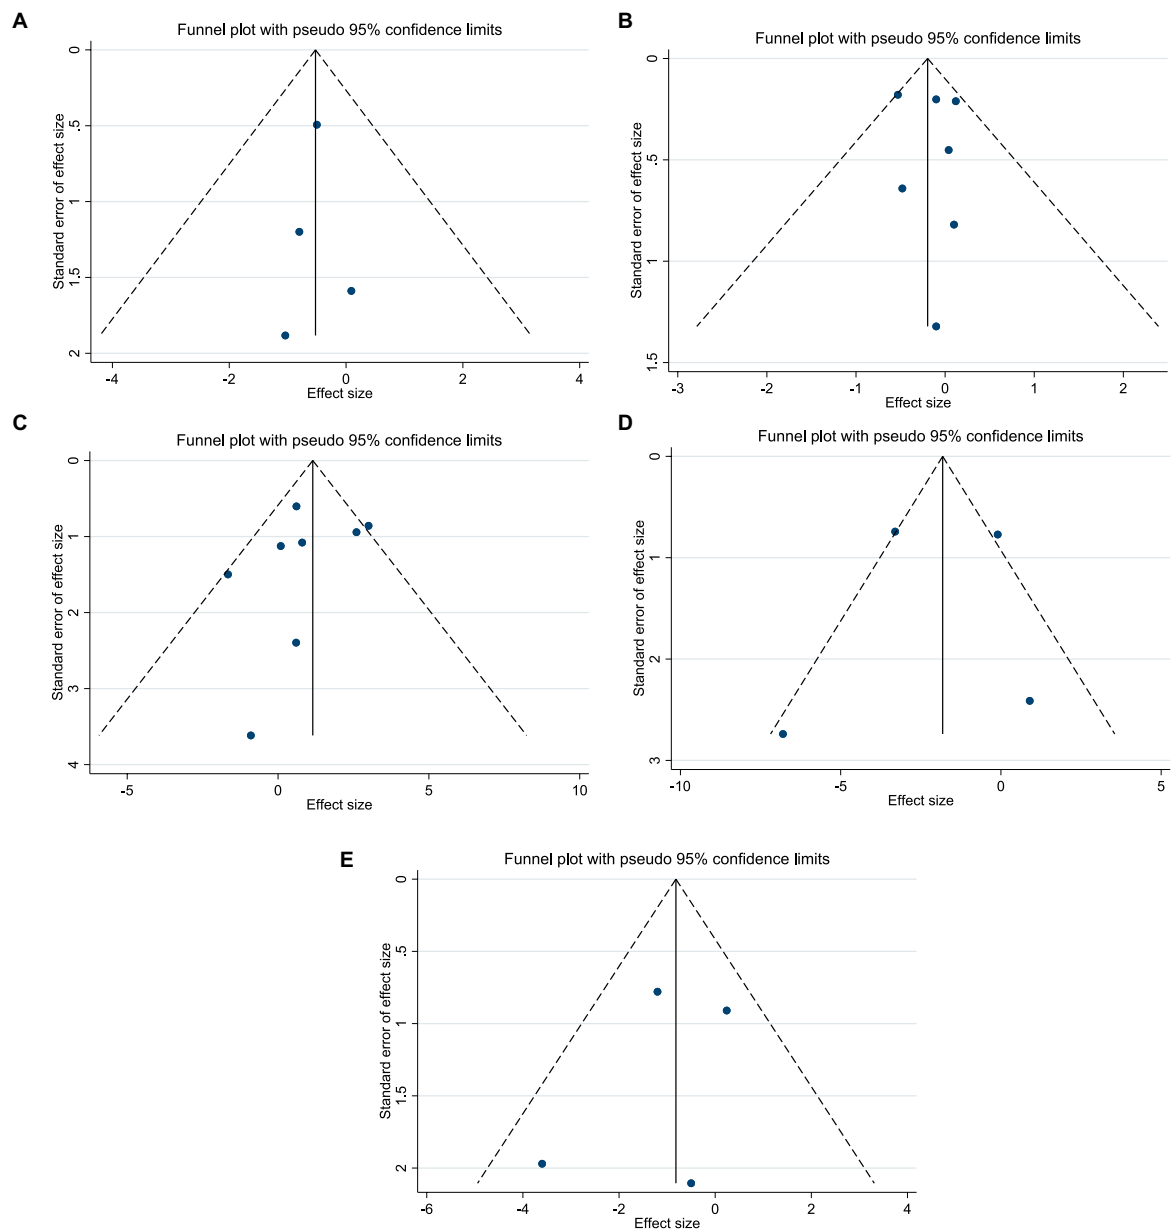 A
Funnel plot with pseudo 95% confidence limits
Standard error of effect size
0
.5
1
1.5
2
-4
-2
0
2
4
Effect size
B
Funnel plot with pseudo 95% confidence limits
Standard error of effect size
0
.5
1
1.5
-3
-2
-1
0
1
2
Effect size
C
Funnel plot with pseudo 95% confidence limits
Standard error of effect size
0
1
2
3
4
-5
0
5
10
Effect size
D
Funnel plot with pseudo 95% confidence limits
Standard error of effect size
0
1
2
3
-10
-5
0
5
Effect size
E
Funnel plot with pseudo 95% confidence limits
Standard error of effect size
0
.5
1
1.5
2
-6
-4
-2
0
2
4
Effect size